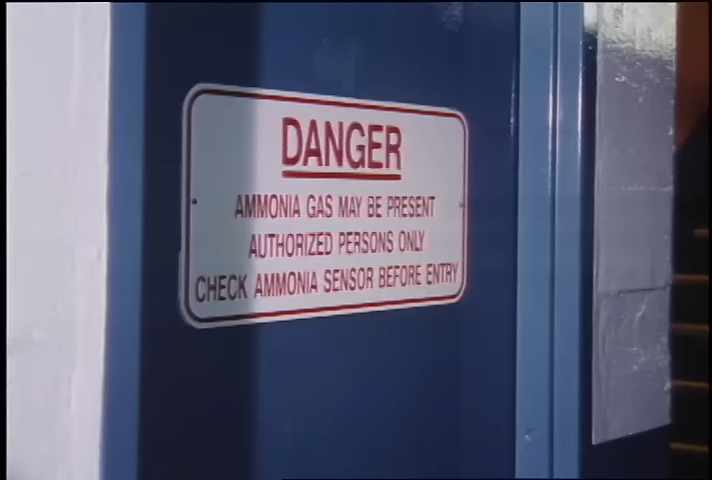 DANGER
AMMONIA GAS MAY BE PRESENT
AUTHORIZED PERSONS ONLY
CHECK AMMONIA SENSOR BEFORE ENTRY